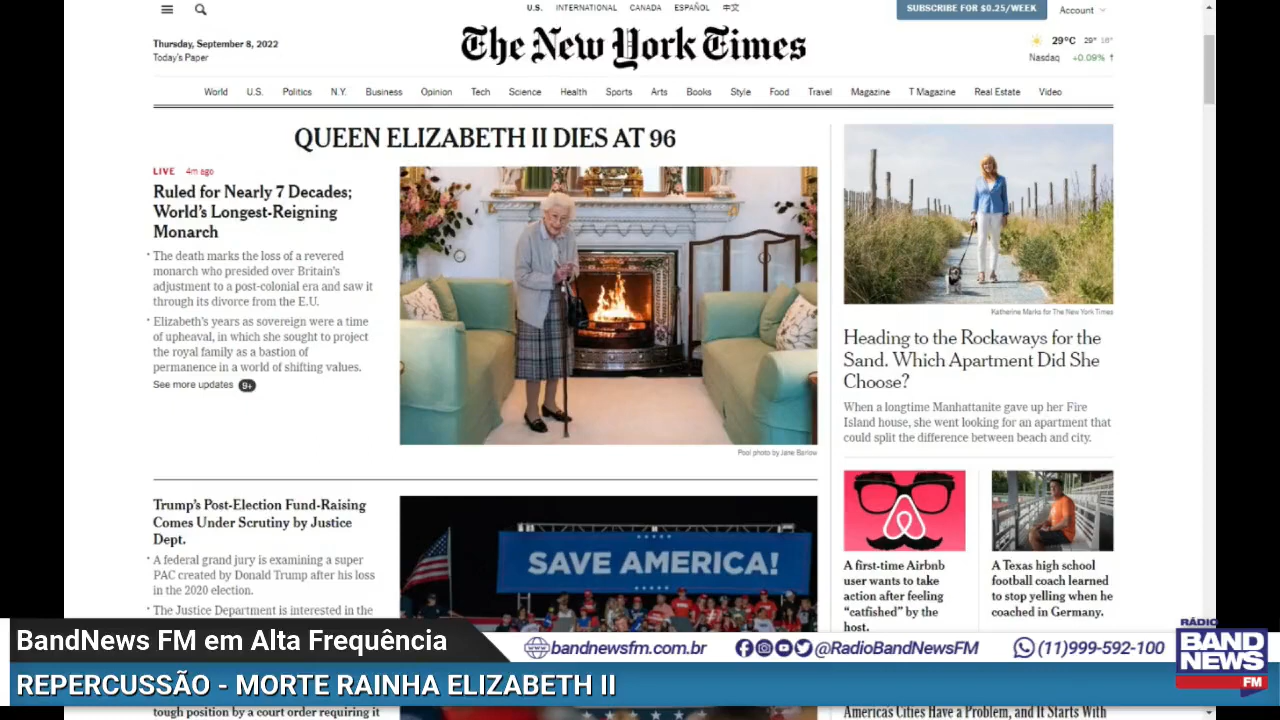 U.S. INTERNATIONAL CANADA ESPAÑOL 中文
SUBSCRIBE FOR $0.25/WEEK
Account
Thursday, September 8, 2022
Today's Paper
The New York Times
29°C 29° 18°
Nasdaq +0.09% ↑
World U.S. Politics N.Y. Business Opinion Tech Science Health Sports Arts Books Style Food Travel Magazine T Magazine Real Estate Video
QUEEN ELIZABETH II DIES AT 96
LIVE 4m ago
Ruled for Nearly 7 Decades;
World's Longest-Reigning
Monarch
• The death marks the loss of a revered
monarch who presided over Britain's
adjustment to a post-colonial era and saw it
through its divorce from the E.U.
• Elizabeth's years as sovereign were a time
of upheaval, in which she sought to project
the royal family as a bastion of
permanence in a world of shifting values.
See more updates 9+
Pool photo by Jane Barlow
Katherine Marks for The New York Times
Heading to the Rockaways for the
Sand. Which Apartment Did She
Choose?
When a longtime Manhattanite gave up her Fire
Island house, she went looking for an apartment that
could split the difference between beach and city.
Trump's Post-Election Fund-Raising
Comes Under Scrutiny by Justice
Dept.
• A federal grand jury is examining a super
PAC created by Donald Trump after his loss
in the 2020 election.
• The Justice Department is interested in the
SAVE AMERICA!
A first-time Airbnb
user wants to take
action after feeling
“catfished” by the
host.
A Texas high school
football coach learned
to stop yelling when he
coached in Germany.
BandNews FM em Alta Frequência
bandnewsfm.com.br
@RadioBandNewsFM
(11)999-592-100
RÁDIO
BAND
NEWS
FM
REPERCUSSÃO - MORTE RAINHA ELIZABETH II
tough position by a court order requiring it
America's Cities Have a Problem, and It Starts With